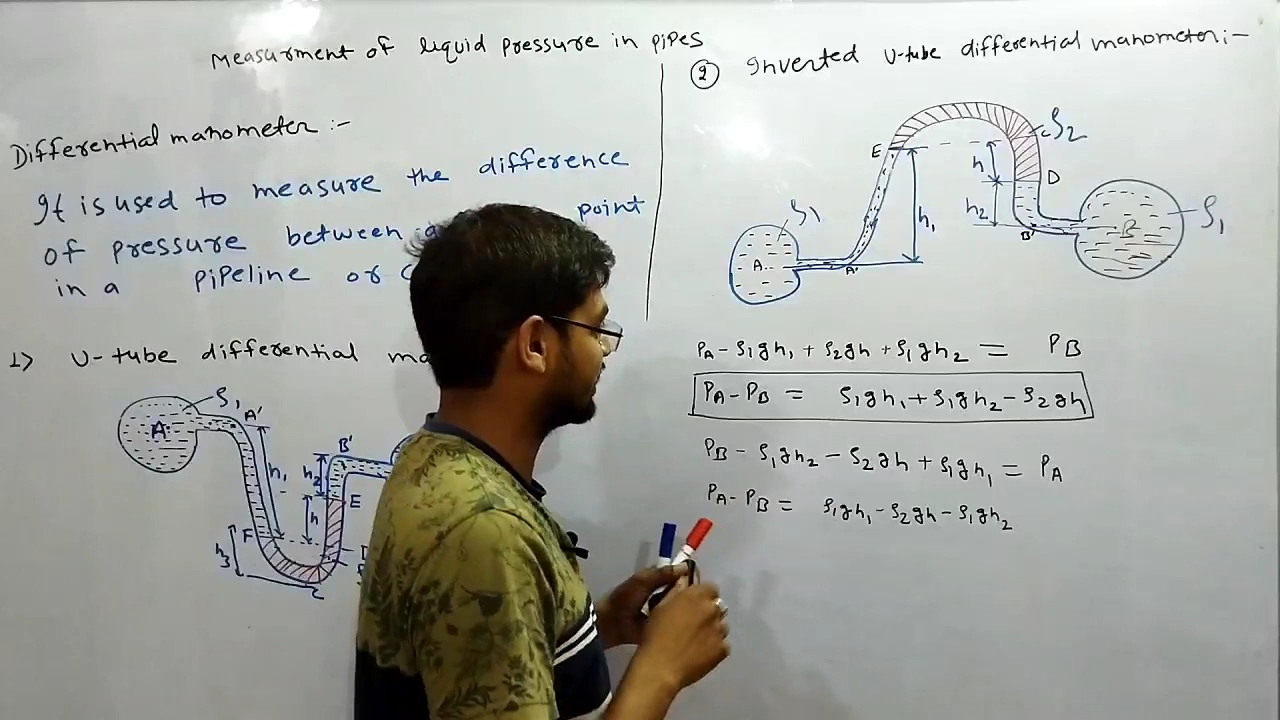 Measurment of liquid pressure in pipes
Differential manometer :-
It is used to measure the difference
of pressure between point
in a pipeline or
1) U-tube differential
ρ1
A'
A
h1
B'
h2
E
h
F
h3
C
② Inverted U-tube differential manometer:-
ρ2
E
h
D
h2
ρ1
h1
B'
B
ρ1
A
A'
PA - ρ1gh1 + ρ2gh + ρ1gh2 = PB
PA - PB = ρ1gh1 + ρ1gh2 - ρ2gh
PB - ρ1gh2 - ρ2gh + ρ1gh1 = PA
PA - PB = ρ1gh1 - ρ2gh - ρ1gh2